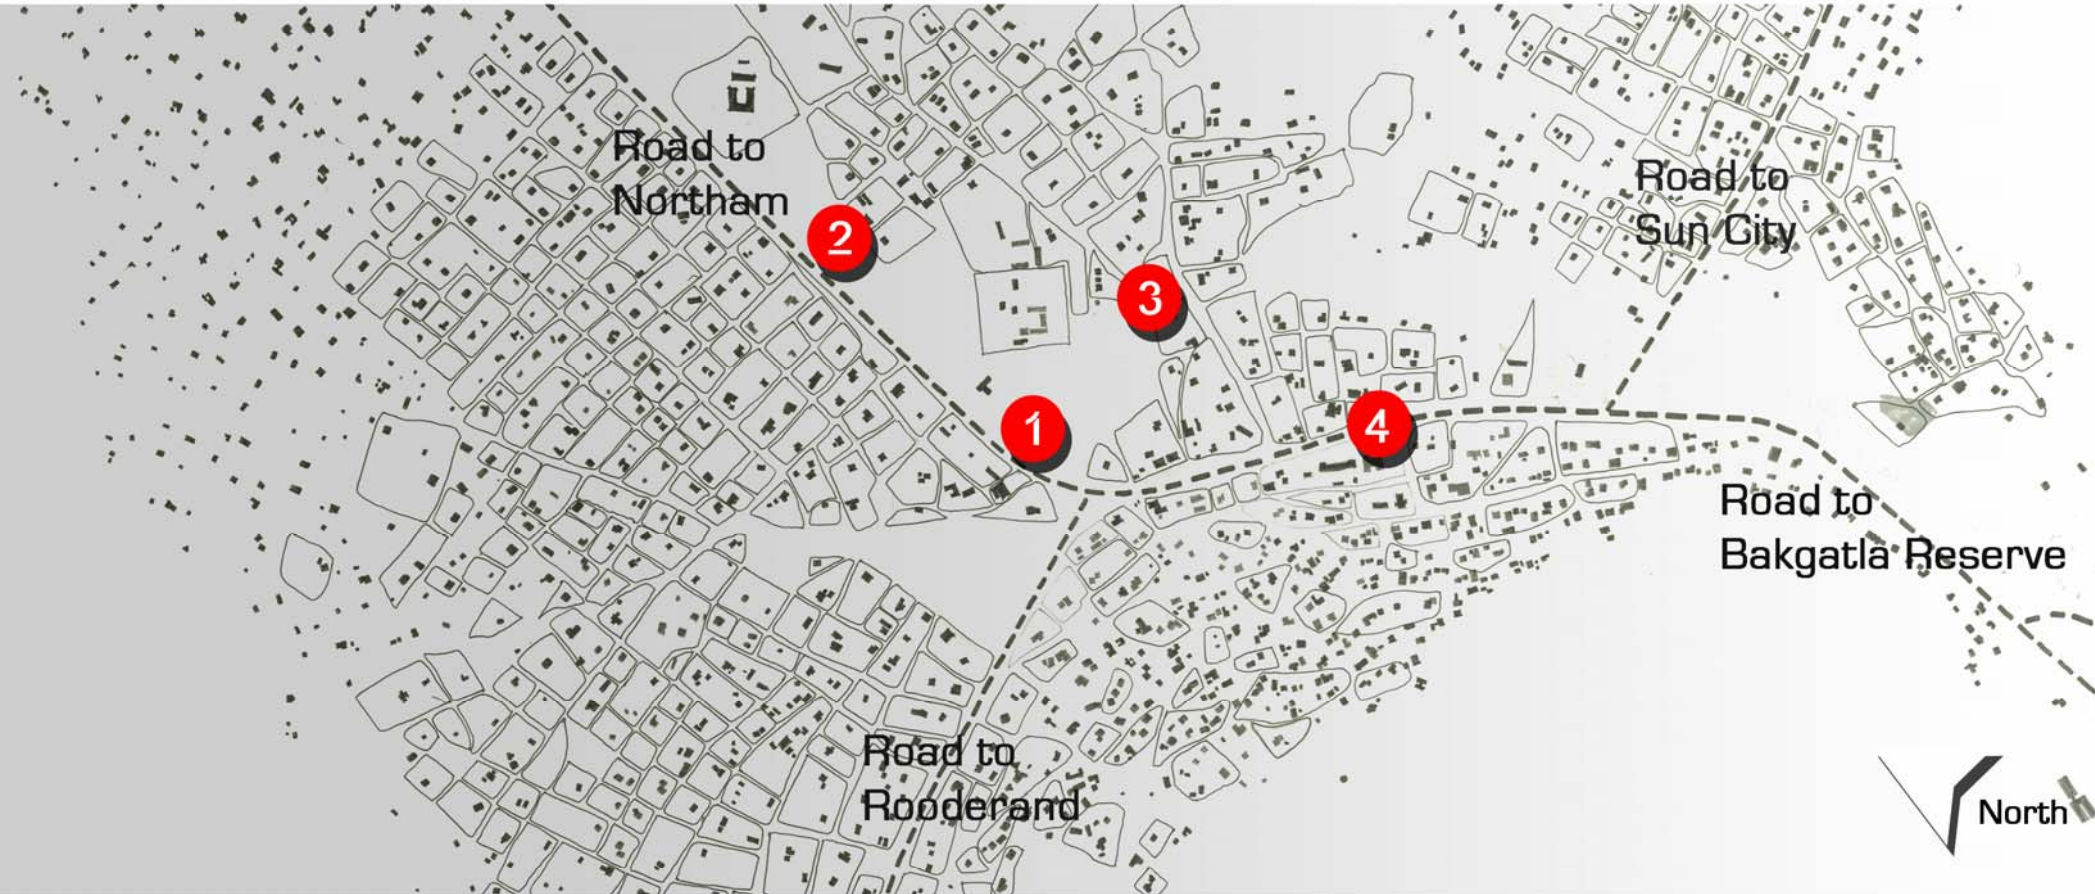 Road to
Northam
2
Road to
Sun City
3
1
4
Road to
Bakgatla Reserve
Road to
Rooderand
North